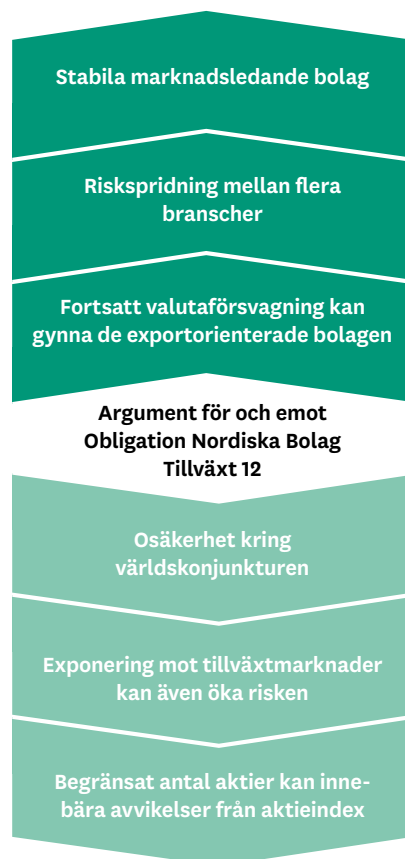 Stabila marknadsledande bolag
Riskspridning mellan flera
branscher
Fortsatt valutaförsvagning kan
gynna de exportorienterade bolagen
Argument för och emot
Obligation Nordiska Bolag
Tillväxt 12
Osäkerhet kring
världskonjunkturen
Exponering mot tillväxtmarknader
kan även öka risken
Begränsat antal aktier kan inne-
bära avvikelser från aktieindex